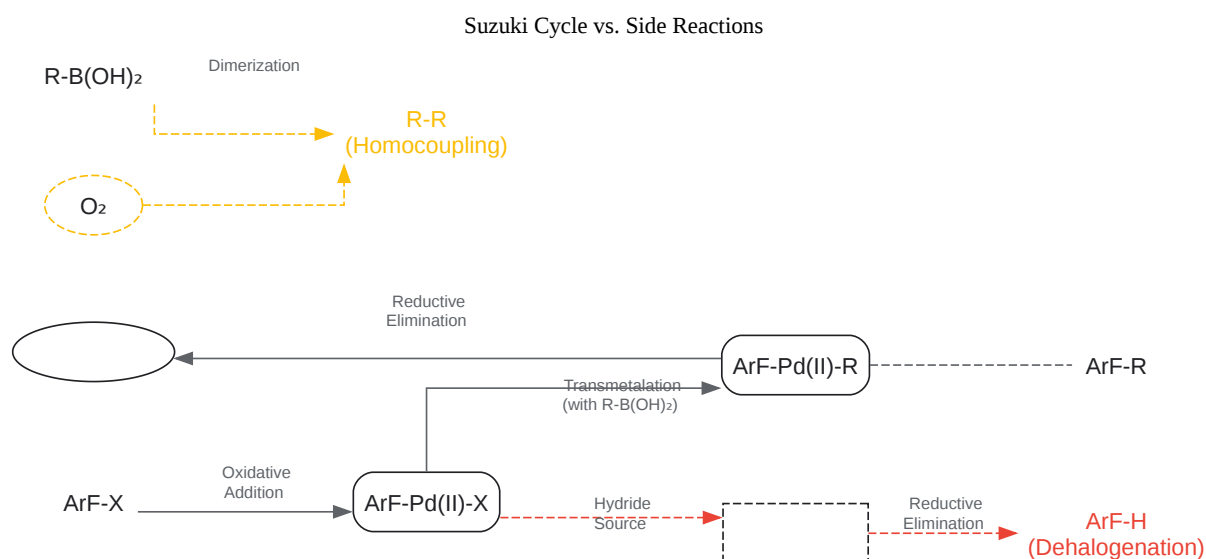 Suzuki Cycle vs. Side Reactions
R-B(OH)₂
Dimerization
R-R
(Homocoupling)
O₂
Reductive
Elimination
ArF-Pd(II)-R
ArF-R
Transmetalation
(with R-B(OH)₂)
ArF-X
Oxidative
Addition
ArF-Pd(II)-X
Hydride
Source
Reductive
Elimination
ArF-H
(Dehalogenation)